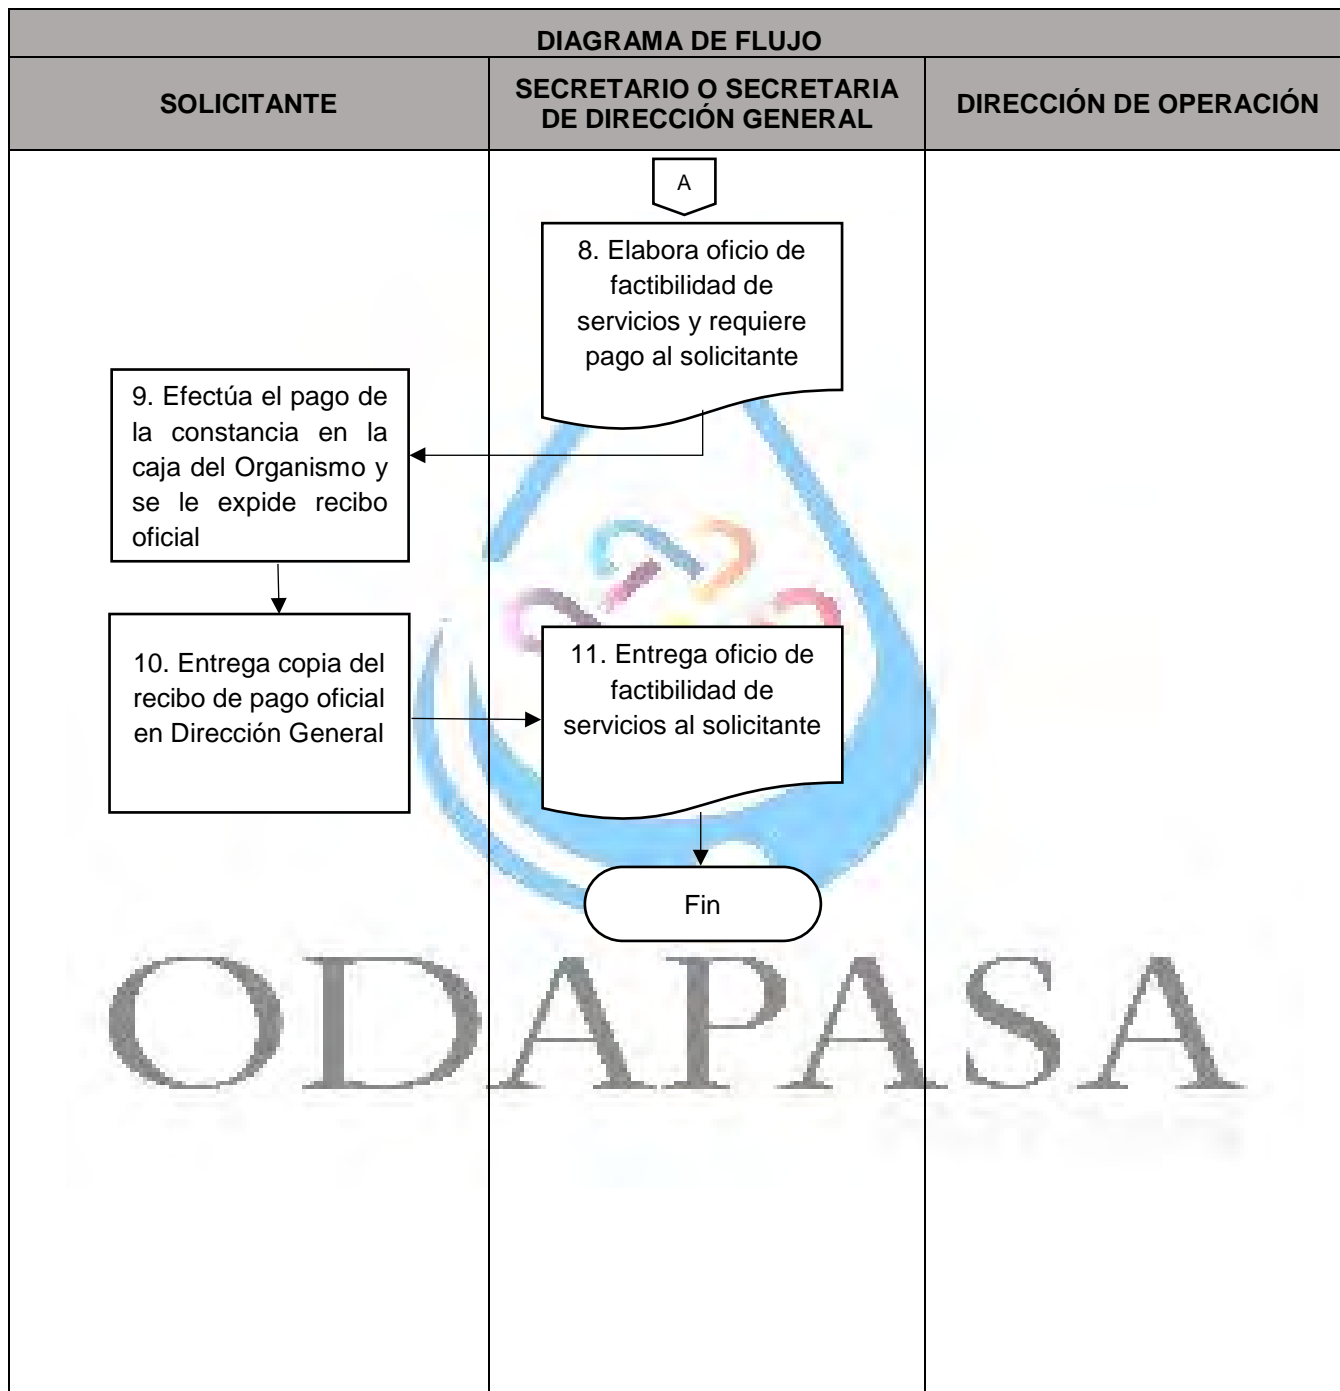 DIAGRAMA DE FLUJO
SOLICITANTE
SECRETARIO O SECRETARIA
DE DIRECCIÓN GENERAL
DIRECCIÓN DE OPERACIÓN
A
8. Elabora oficio de
factibilidad de
servicios y requiere
pago al solicitante
9. Efectúa el pago de
la constancia en la
caja del Organismo y
se le expide recibo
oficial
10. Entrega copia del
recibo de pago oficial
en Dirección General
11. Entrega oficio de
factibilidad de
servicios al solicitante
Fin
ODAPASA